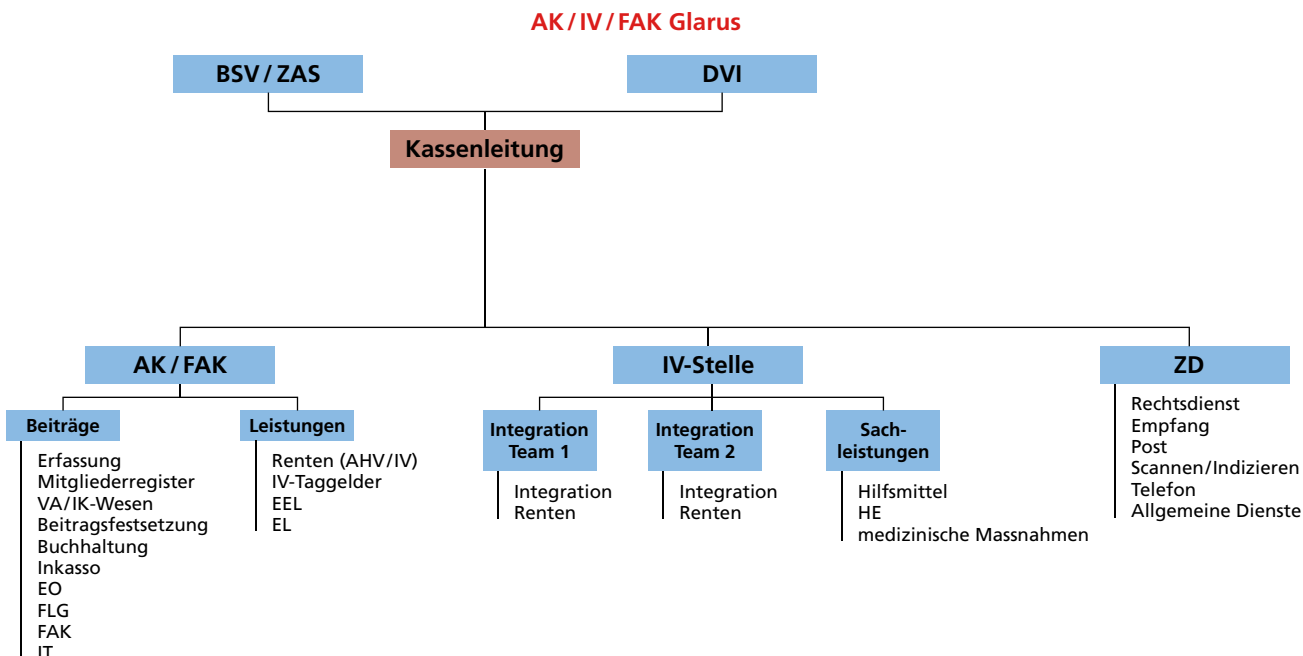 AK/IV/FAK Glarus
BSV/ZAS
DVI
Kassenleitung
AK/FAK
IV-Stelle
ZD
Beiträge
Erfassung
Mitgliederregister
VA/IK-Wesen
Beitragsfestsetzung
Buchhaltung
Inkasso
EO
FLG
FAK
IT
Leistungen
Renten (AHV/IV)
IV-Taggelder
EEL
EL
Integration
Team 1
Integration
Renten
Integration
Team 2
Integration
Renten
Sach-
leistungen
Hilfsmittel
HE
medizinische Massnahmen
Rechtsdienst
Empfang
Post
Scannen/Indizieren
Telefon
Allgemeine Dienste